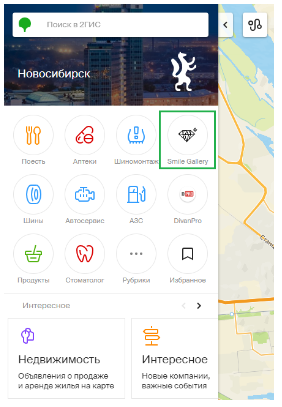 Поиск в 2ГИС
Новосибирск
Поесть
Аптеки
Шиномонтаж
Smile Gallery
Шины
Автосервис
АЗС
DivanPro
Продукты
Стоматолог
Рубрики
Избранное
Интересное
Недвижимость
Объявления о продаже
и аренде жилья на карте
Интересное
Новые компании,
важные события